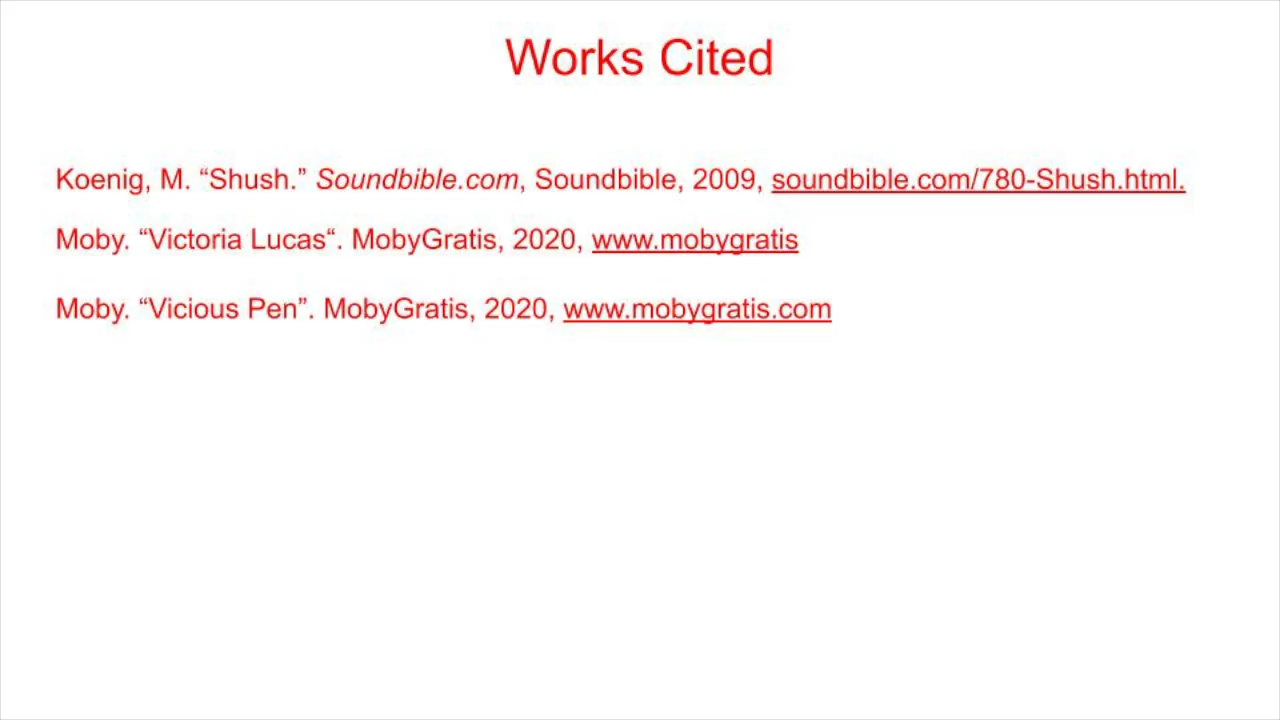 Works Cited
Koenig, M. “Shush.” Soundbible.com, Soundbible, 2009, soundbible.com/780-Shush.html.
Moby. “Victoria Lucas“. MobyGratis, 2020, www.mobygratis
Moby. “Vicious Pen”. MobyGratis, 2020, www.mobygratis.com